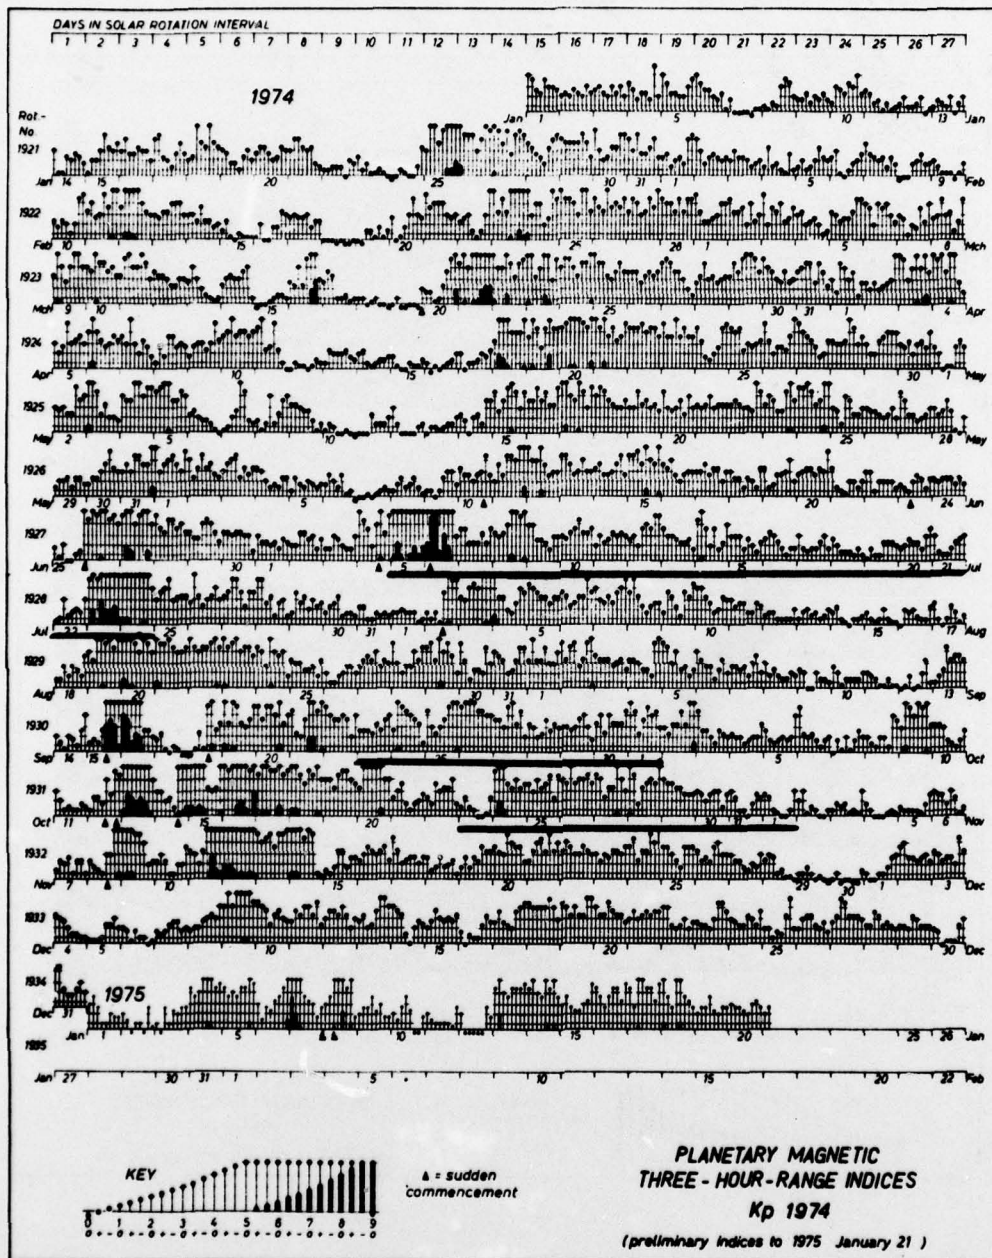 DAYS IN SOLAR ROTATION INTERVAL
1 2 3 4 5 6 7 8 9 10 11 12 13 14 15 16 17 18 19 20 21 22 23 24 25 26 27
1974
Jan 1 5 10 13 Jan
Rot.-
No
1921
Jan 14 15 20 25 30 31 1 5 9 Feb
1922
Feb 10 15 20 25 28 1 5 8 Mch
1923
Mch 9 10 15 20 25 30 31 1 4 Apr
1924
Apr 5 10 15 20 25 30 1 May
1925
May 2 5 10 15 20 25 28 May
1926
May 29 30 31 1 5 10 15 20 24 Jun
1927
Jun 25 30 1 5 10 15 20 21 Jul
1928
Jul 22 25 30 31 1 5 10 15 17 Aug
1929
Aug 18 20 25 30 31 1 5 10 13 Sep
1930
Sep 20 25 30 1 5 10 Oct
1931
Oct 11 15 20 25 30 31 5 6 Nov
1932
Nov 7 10 15 20 25 29 30 1 3 Dec
1933
Dec 4 5 10 15 20 25 30 Dec
1934
1975
Dec 31
Jan 1 5 10 15 20 25 26 Jan
1935
Jan 27 30 31 1 5 10 15 20 22 Feb
KEY
0 1 2 3 4 5 6 7 8 9
0 + - 0 + - 0 + - 0 + - 0 + - 0 + - 0 + - 0 + - 0 + - 0
▲ = sudden
commencement
PLANETARY MAGNETIC
THREE-HOUR-RANGE INDICES
Kp 1974
(preliminary indices to 1975 January 21 )